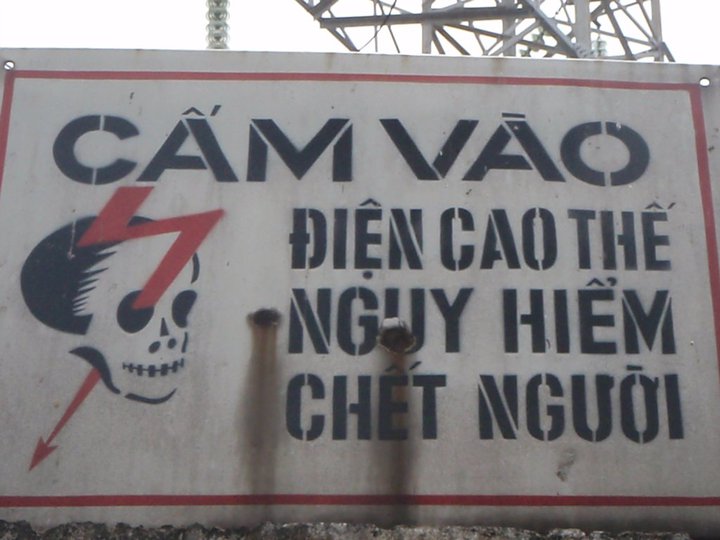 CẤM VÀO
ĐIỆN CAO THẾ
NGUY HIỂM
CHẾT NGƯỜI